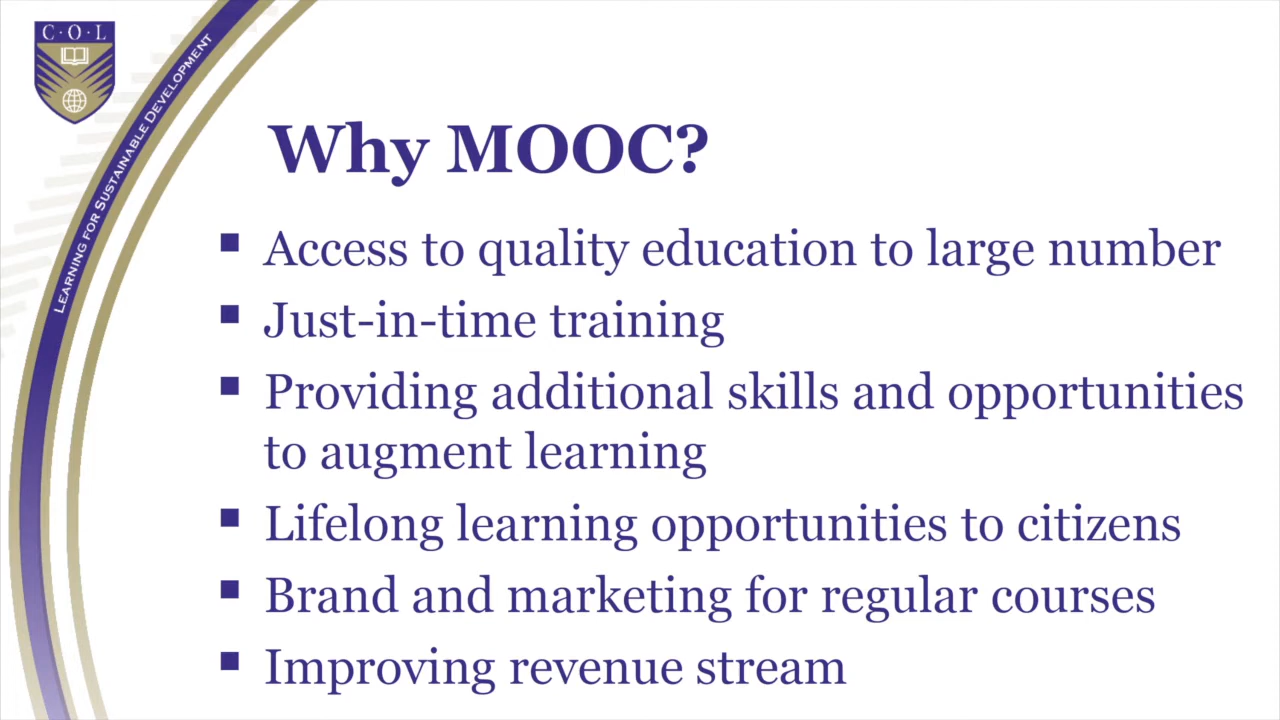 C·O·L
LEARNING FOR SUSTAINABLE DEVELOPMENT
Why MOOC?
▪ Access to quality education to large number
▪ Just-in-time training
▪ Providing additional skills and opportunities
to augment learning
▪ Lifelong learning opportunities to citizens
▪ Brand and marketing for regular courses
▪ Improving revenue stream